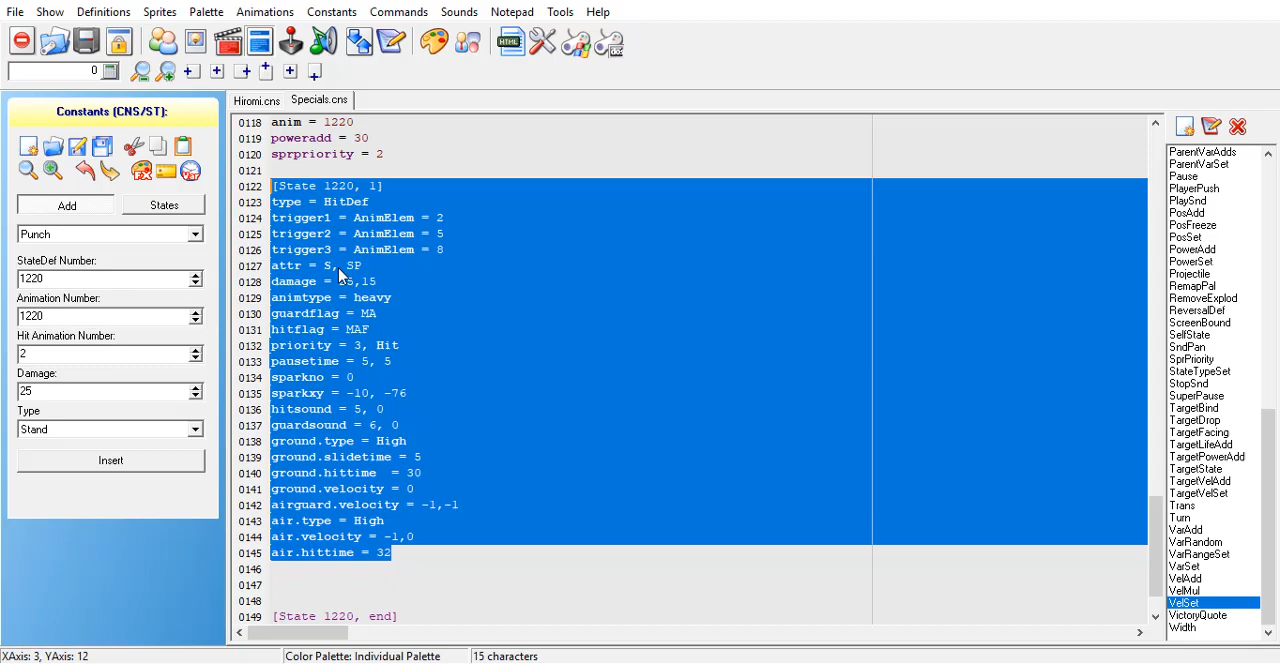 File Show Definitions Sprites Palette Animations Constants Commands Sounds Notepad Tools Help
HTML
0
Constants (CNS/ST):
Add States
Punch
StateDef Number:
1220
Animation Number:
1220
Hit Animation Number:
2
Damage:
25
Type
Stand
Insert
Hiromi.cns Specials.cns
0118 anim = 1220
0119 poweradd = 30
0120 sprpriority = 2
0121
0122 [State 1220, 1]
0123 type = HitDef
0124 trigger1 = AnimElem = 2
0125 trigger2 = AnimElem = 5
0126 trigger3 = AnimElem = 8
0127 attr = S, SP
0128 damage = 5,15
0129 animtype = heavy
0130 guardflag = MA
0131 hitflag = MAF
0132 priority = 3, Hit
0133 pausetime = 5, 5
0134 sparkno = 0
0135 sparkxy = -10, -76
0136 hitsound = 5, 0
0137 guardsound = 6, 0
0138 ground.type = High
0139 ground.slidetime = 5
0140 ground.hittime  = 30
0141 ground.velocity = 0
0142 airguard.velocity = -1,-1
0143 air.type = High
0144 air.velocity = -1,0
0145 air.hittime = 32
0146
0147
0148
0149 [State 1220, end]
ParentVarAdds
ParentVarSet
Pause
PlayerPush
PlaySnd
PosAdd
PosFreeze
PosSet
PowerAdd
PowerSet
Projectile
RemapPal
RemoveExplod
ReversalDef
ScreenBound
SelfState
SndPan
SprPriority
StateTypeSet
StopSnd
SuperPause
TargetBind
TargetDrop
TargetFacing
TargetLifeAdd
TargetPowerAdd
TargetState
TargetVelAdd
TargetVelSet
Trans
Turn
VarAdd
VarRandom
VarRangeSet
VarSet
VelAdd
VelMul
VelSet
VictoryQuote
Width
XAxis: 3, YAxis: 12 Color Palette: Individual Palette 15 characters